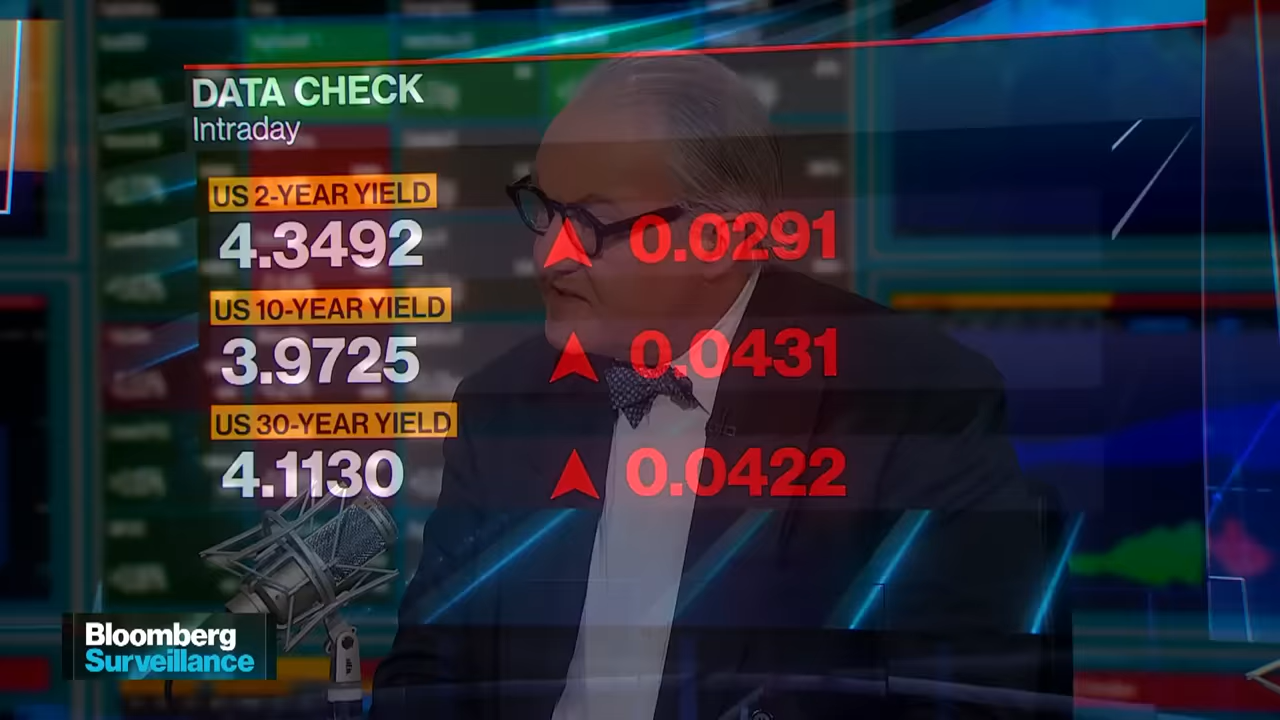 DATA CHECK
Intraday
US 2-YEAR YIELD
4.3492 ▲ 0.0291
US 10-YEAR YIELD
3.9725 ▲ 0.0431
US 30-YEAR YIELD
4.1130 ▲ 0.0422
Bloomberg
Surveillance